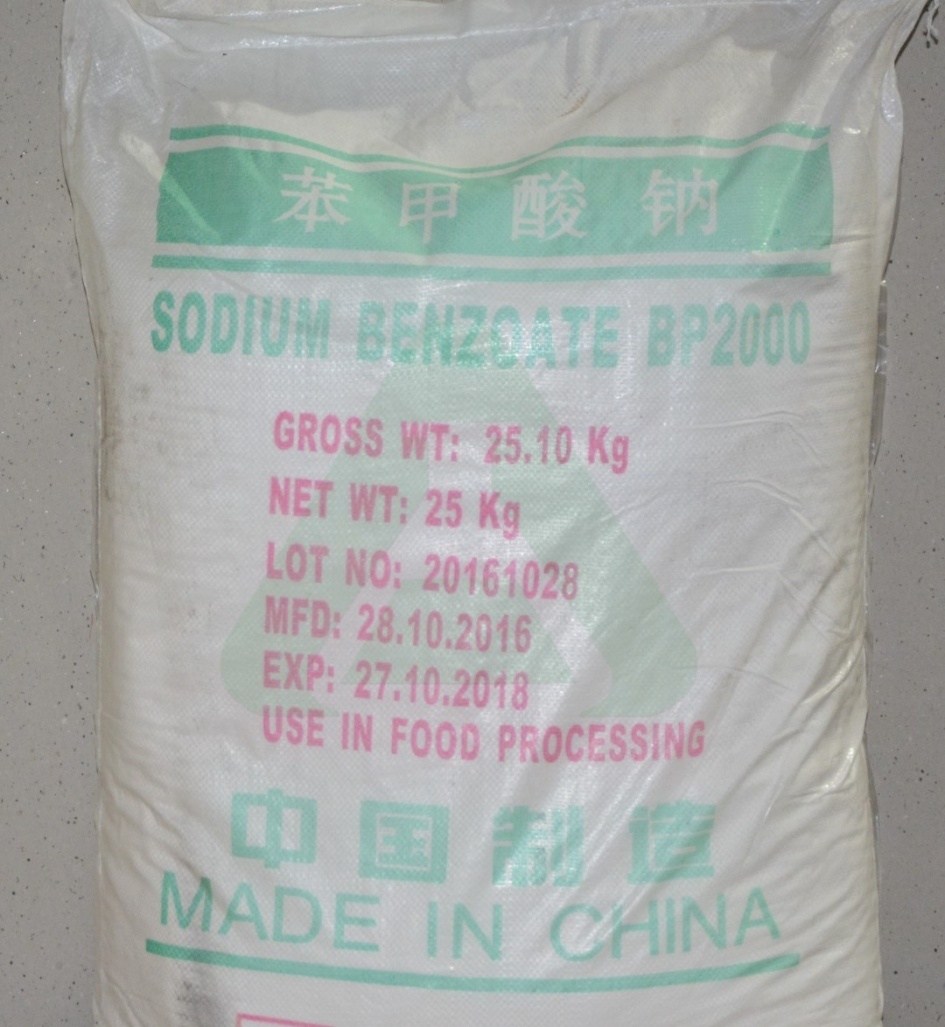 苯甲酸钠
SODIUM BENZOATE BP2000
GROSS WT: 25.10 Kg
NET WT: 25 Kg
LOT NO: 20161028
MFD: 28.10.2016
EXP: 27.10.2018
USE IN FOOD PROCESSING
中国制造
MADE IN CHINA